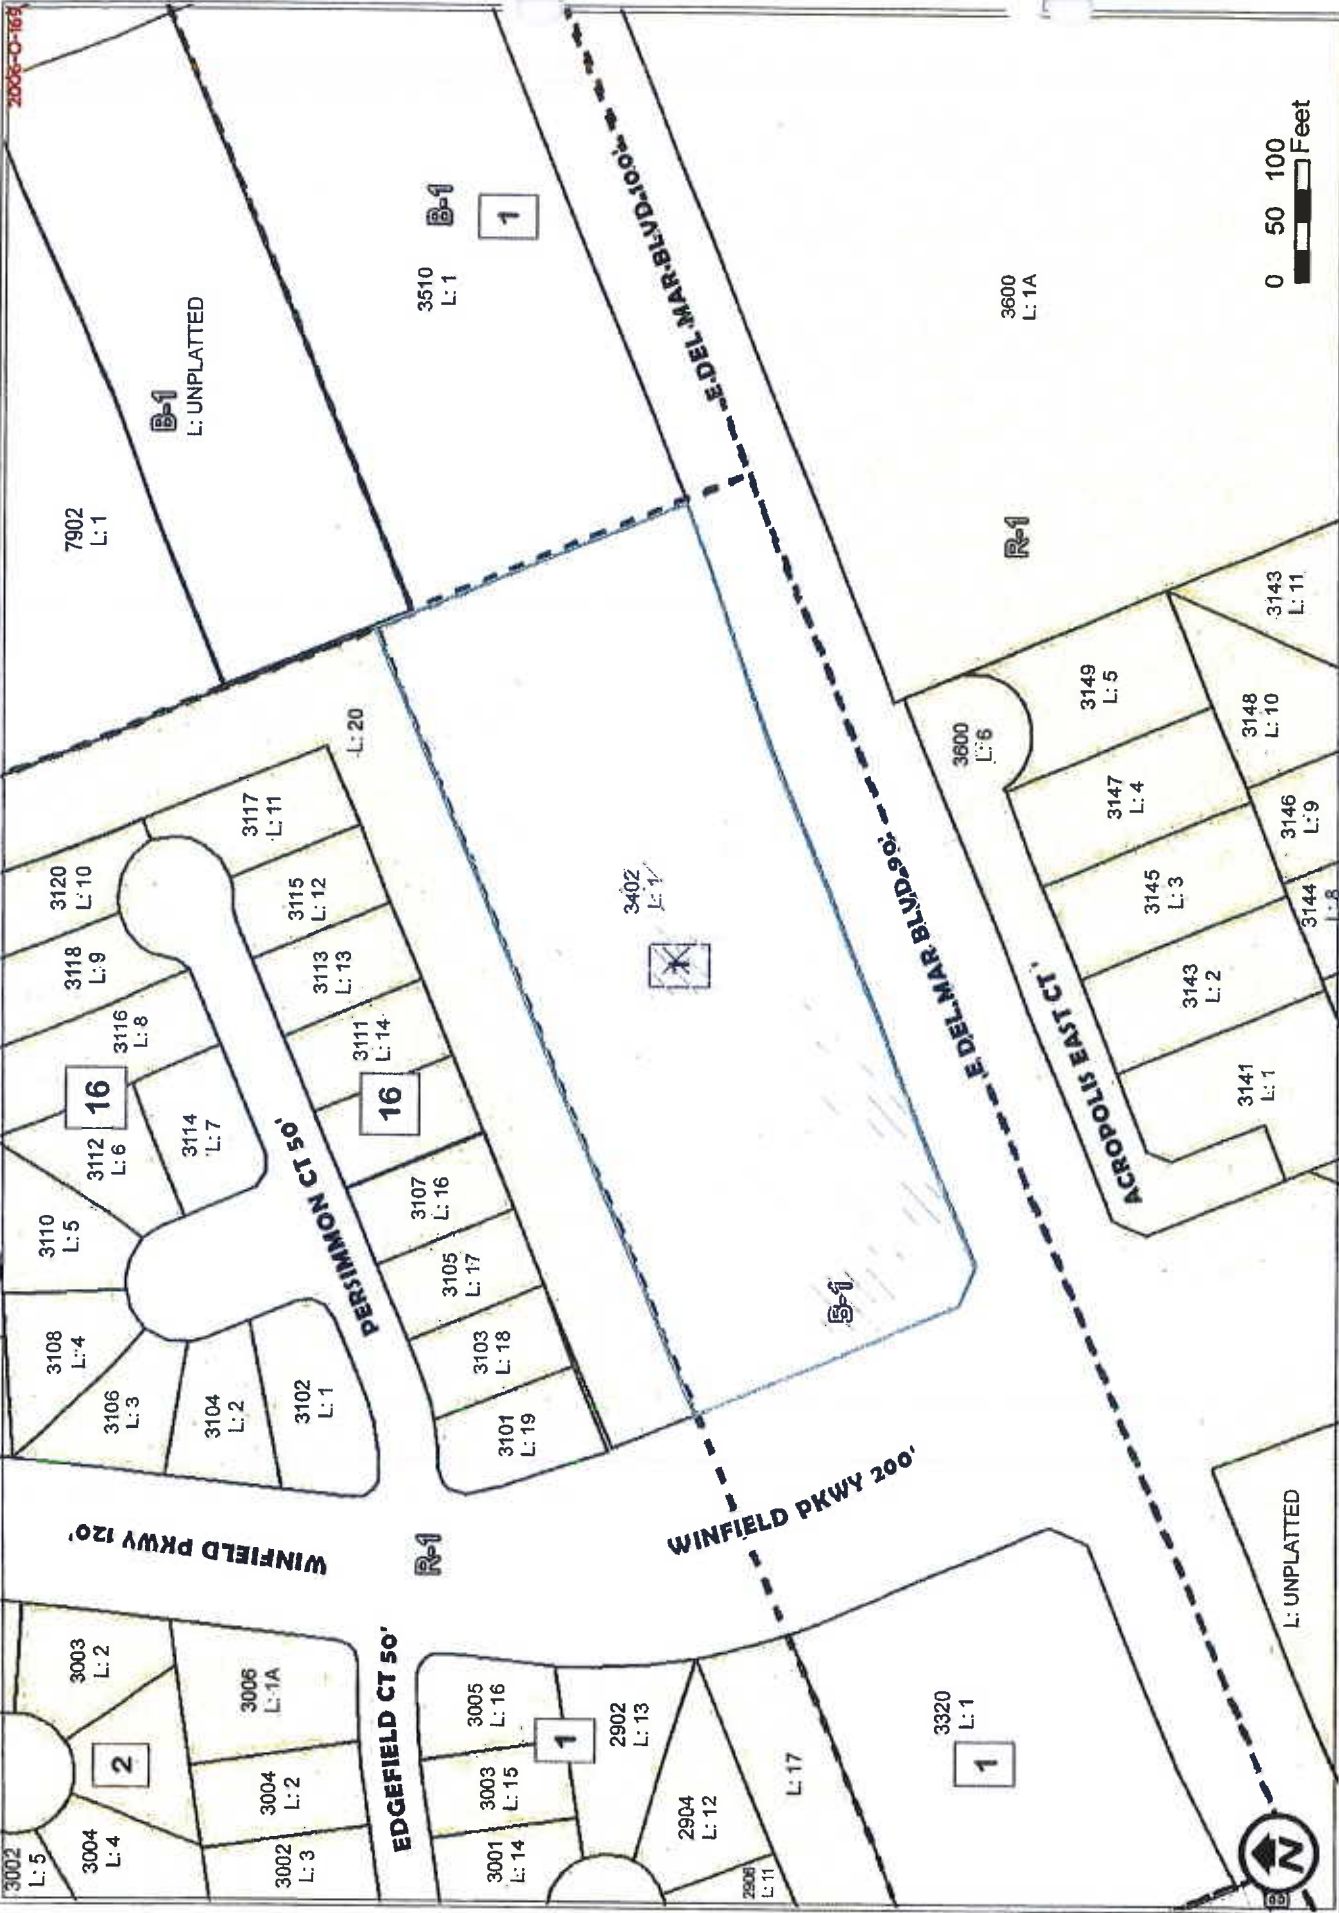 2006-O-169
7902
L: 1
B-1
L: UNPLATTED
B-1
1
3510
L: 1
E. DEL MAR BLVD 100'
3600
L: 1A
0 50 100
Feet
L: 20
3117
L: 11
3120
L: 10
3115
L: 12
3118
L: 9
3113
L: 13
3116
L: 8
3111
L: 14
16
16
3112
L: 6
3114
L: 7
3107
L: 16
3110
L: 5
PERSIMMON CT 50'
3105
L: 17
3108
L: 4
3103
L: 18
3106
L: 3
3104
L: 2
3102
L: 1
3101
L: 19
3402
L: 1
B-1
E. DEL MAR BLVD 90'
R-1
3143
L: 11
3149
L: 5
3148
L: 10
3600
L: 6
3147
L: 4
3146
L: 9
3145
L: 3
3144
L: 8
3143
L: 2
3141
L: 1
ACROPOLIS EAST CT '
WINFIELD PKWY 120'
R-1
WINFIELD PKWY 200'
3003
L: 2
3006
L: 1A
2
3004
L: 2
3002
L: 5
3004
L: 4
3002
L: 3
EDGEFIELD CT 50'
3005
L: 16
1
2902
L: 13
3003
L: 15
3001
L: 14
2904
L: 12
2906
L: 11
L: 17
3320
L: 1
1
L: UNPLATTED
B
N